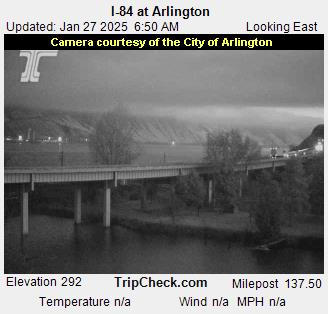 I-84 at Arlington
Updated: Jan 27 2025 6:50 AM Looking East
Camera courtesy of the City of Arlington
Elevation 292 TripCheck.com Milepost 137.50
Temperature n/a Wind n/a MPH n/a